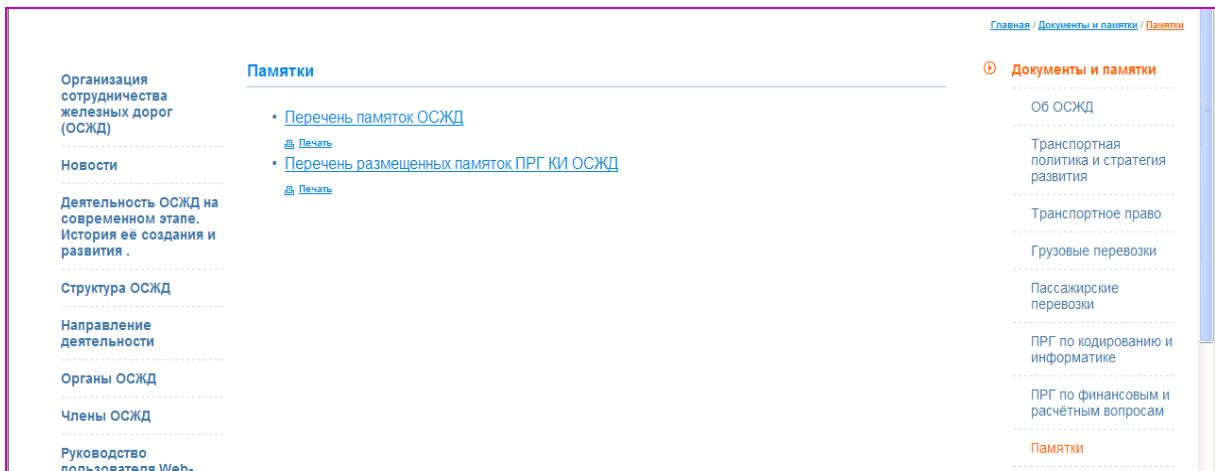 Главная / Документы и памятки / Памятки
Организация
сотрудничества
железных дорог
(ОСЖД)
Новости
Деятельность ОСЖД на
современном этапе.
История её создания и
развития .
Структура ОСЖД
Направление
деятельности
Органы ОСЖД
Члены ОСЖД
Руководство
пользователя Web-
Памятки
• Перечень памяток ОСЖД
Печать
• Перечень размещенных памяток ПРГ КИ ОСЖД
Печать
Документы и памятки
Об ОСЖД
Транспортная
политика и стратегия
развития
Транспортное право
Грузовые перевозки
Пассажирские
перевозки
ПРГ по кодированию и
информатике
ПРГ по финансовым и
расчётным вопросам
Памятки